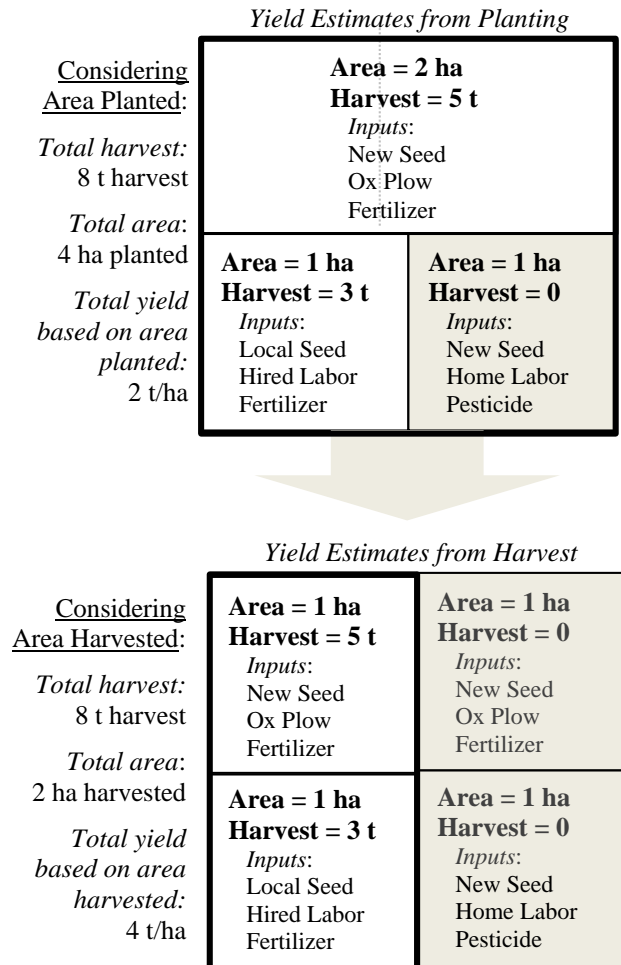 Yield Estimates from Planting
Considering
Area Planted:
Total harvest:
8 t harvest
Total area:
4 ha planted
Total yield
based on area
planted:
2 t/ha
Area = 2 ha
Harvest = 5 t
Inputs:
New Seed
Ox Plow
Fertilizer
Area = 1 ha
Harvest = 3 t
Inputs:
Local Seed
Hired Labor
Fertilizer
Area = 1 ha
Harvest = 0
Inputs:
New Seed
Home Labor
Pesticide
Yield Estimates from Harvest
Considering
Area Harvested:
Total harvest:
8 t harvest
Total area:
2 ha harvested
Total yield
based on area
harvested:
4 t/ha
Area = 1 ha
Harvest = 5 t
Inputs:
New Seed
Ox Plow
Fertilizer
Area = 1 ha
Harvest = 0
Inputs:
New Seed
Ox Plow
Fertilizer
Area = 1 ha
Harvest = 3 t
Inputs:
Local Seed
Hired Labor
Fertilizer
Area = 1 ha
Harvest = 0
Inputs:
New Seed
Home Labor
Pesticide